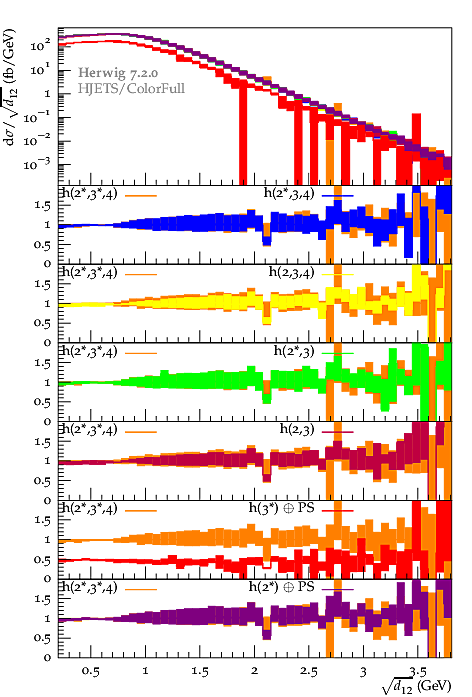 dσ/√d₁₂ (fb/GeV)
10²
10¹
1
10⁻¹
10⁻²
10⁻³
Herwig 7.2.0
HJETS/ColorFull
h(2*,3*,4) h(2*,3,4)
1.5
1
0.5
0
h(2*,3*,4) h(2,3,4)
1.5
1
0.5
0
h(2*,3*,4) h(2*,3)
1.5
1
0.5
0
h(2*,3*,4) h(2,3)
1.5
1
0.5
0
h(2*,3*,4) h(3*) ⊕ PS
1.5
1
0.5
0
h(2*,3*,4) h(2*) ⊕ PS
1.5
1
0.5
0
0.5 1 1.5 2 2.5 3 3.5
√d₁₂ (GeV)